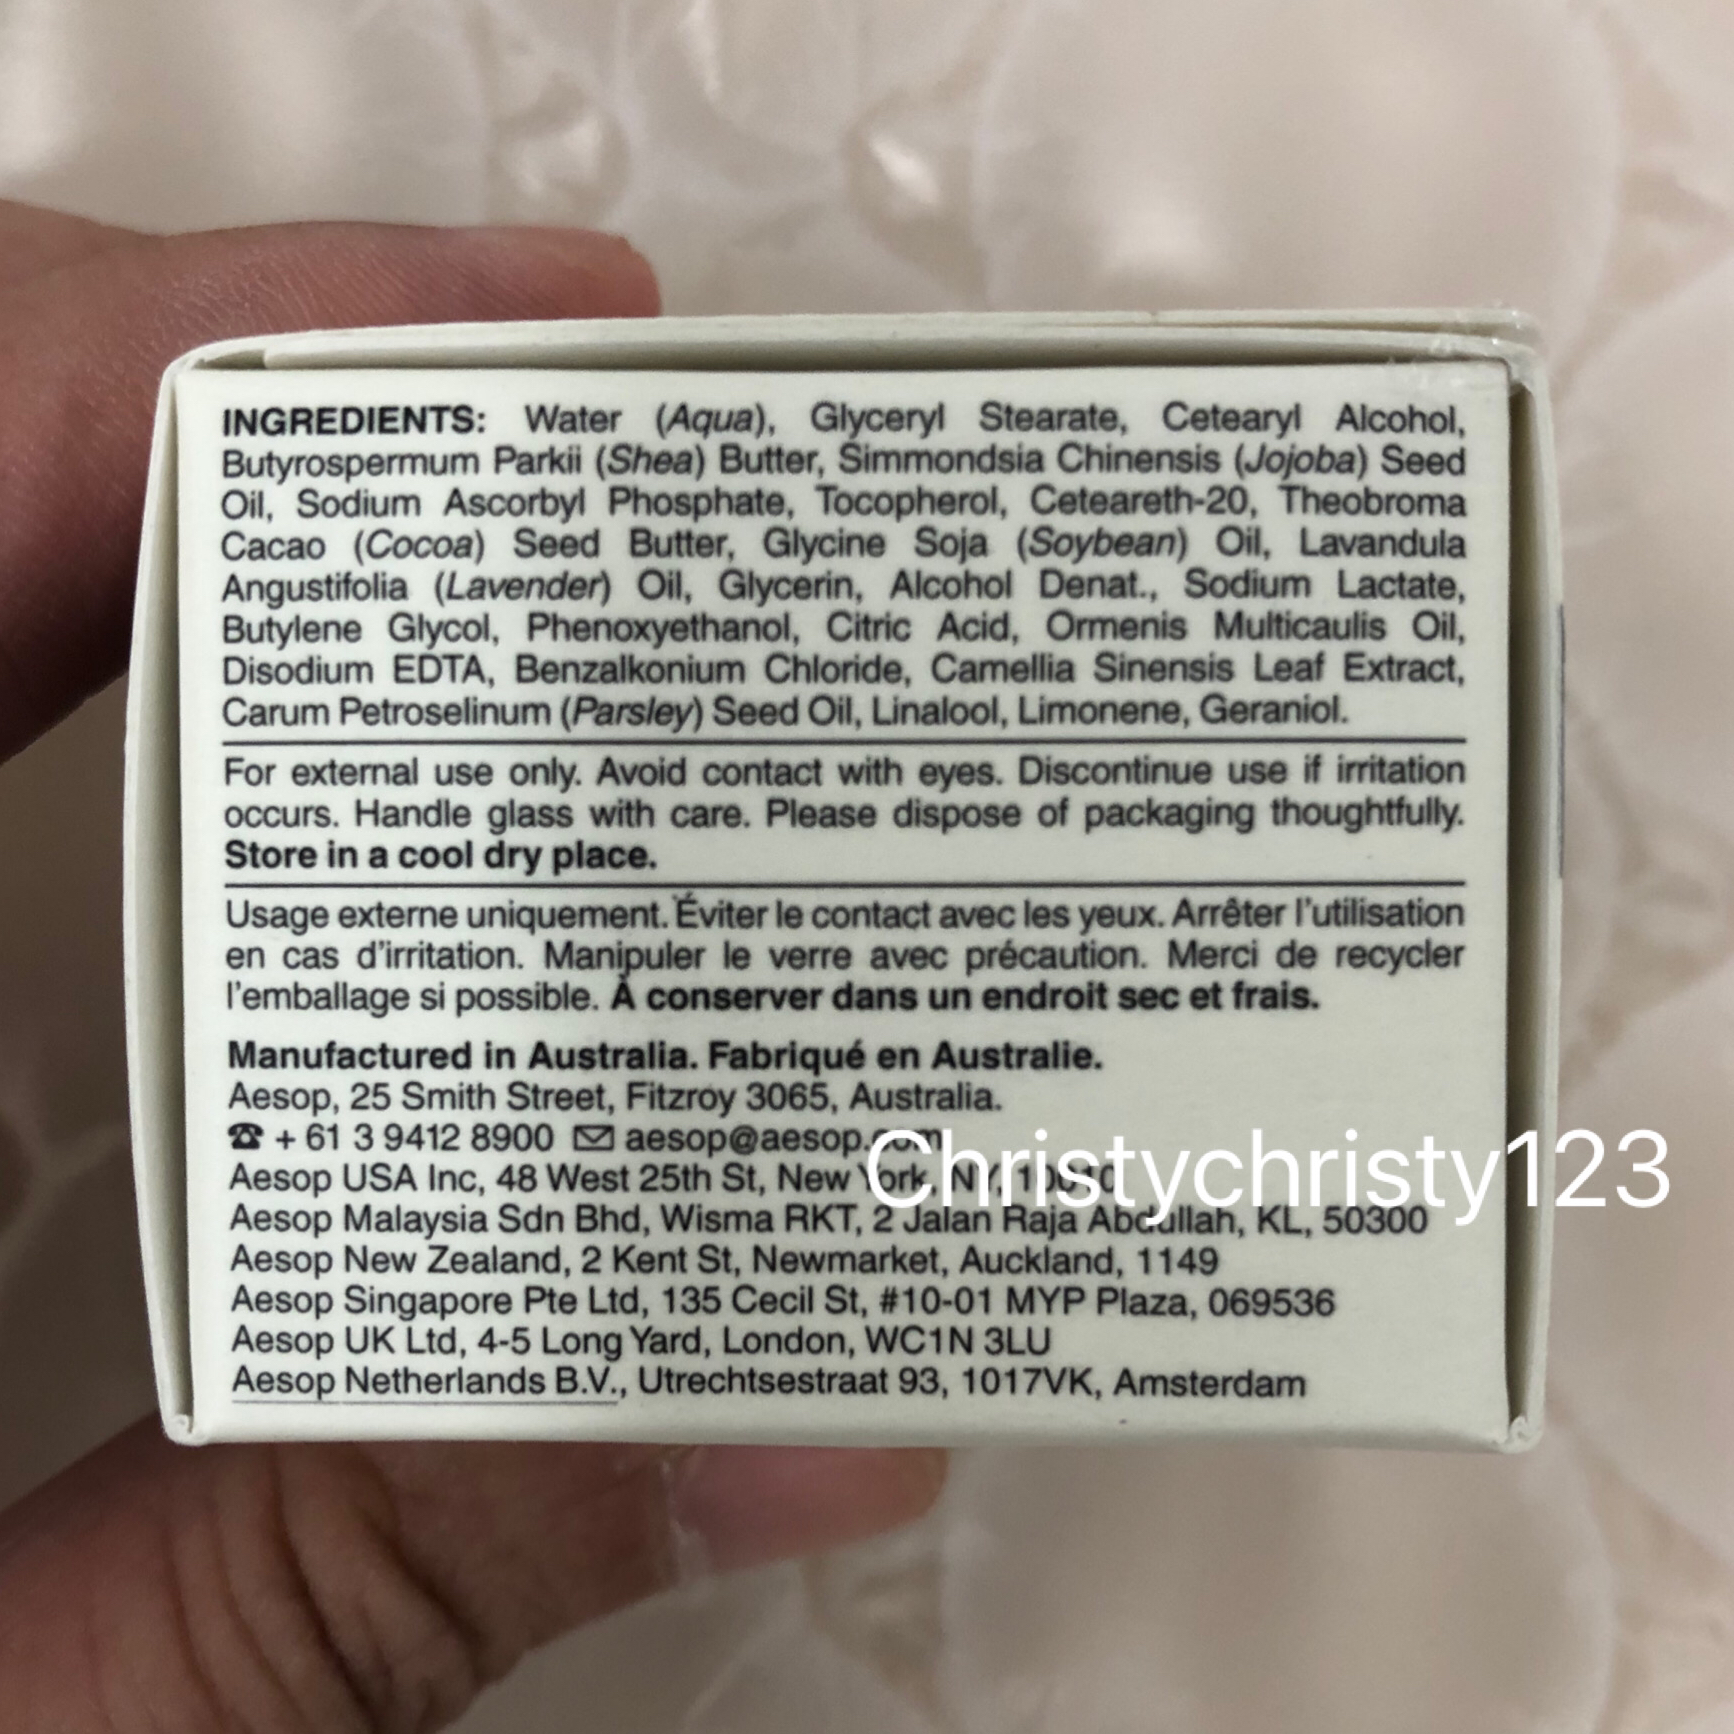 INGREDIENTS: Water (Aqua), Glyceryl Stearate, Cetearyl Alcohol,
Butyrospermum Parkii (Shea) Butter, Simmondsia Chinensis (Jojoba) Seed
Oil, Sodium Ascorbyl Phosphate, Tocopherol, Ceteareth-20, Theobroma
Cacao (Cocoa) Seed Butter, Glycine Soja (Soybean) Oil, Lavandula
Angustifolia (Lavender) Oil, Glycerin, Alcohol Denat., Sodium Lactate,
Butylene Glycol, Phenoxyethanol, Citric Acid, Ormenis Multicaulis Oil,
Disodium EDTA, Benzalkonium Chloride, Camellia Sinensis Leaf Extract,
Carum Petroselinum (Parsley) Seed Oil, Linalool, Limonene, Geraniol.
For external use only. Avoid contact with eyes. Discontinue use if irritation
occurs. Handle glass with care. Please dispose of packaging thoughtfully.
Store in a cool dry place.
Usage externe uniquement. Éviter le contact avec les yeux. Arrêter l'utilisation
en cas d'irritation. Manipuler le verre avec précaution. Merci de recycler
l'emballage si possible. À conserver dans un endroit sec et frais.
Manufactured in Australia. Fabriqué en Australie.
Aesop, 25 Smith Street, Fitzroy 3065, Australia.
☎ + 61 3 9412 8900 ✉ aesop@aesop.com
Christychristy123
Aesop USA Inc, 48 West 25th St, New York, NY, 10010
Aesop Malaysia Sdn Bhd, Wisma RKT, 2 Jalan Raja Abdullah, KL, 50300
Aesop New Zealand, 2 Kent St, Newmarket, Auckland, 1149
Aesop Singapore Pte Ltd, 135 Cecil St, #10-01 MYP Plaza, 069536
Aesop UK Ltd, 4-5 Long Yard, London, WC1N 3LU
Aesop Netherlands B.V., Utrechtsestraat 93, 1017VK, Amsterdam